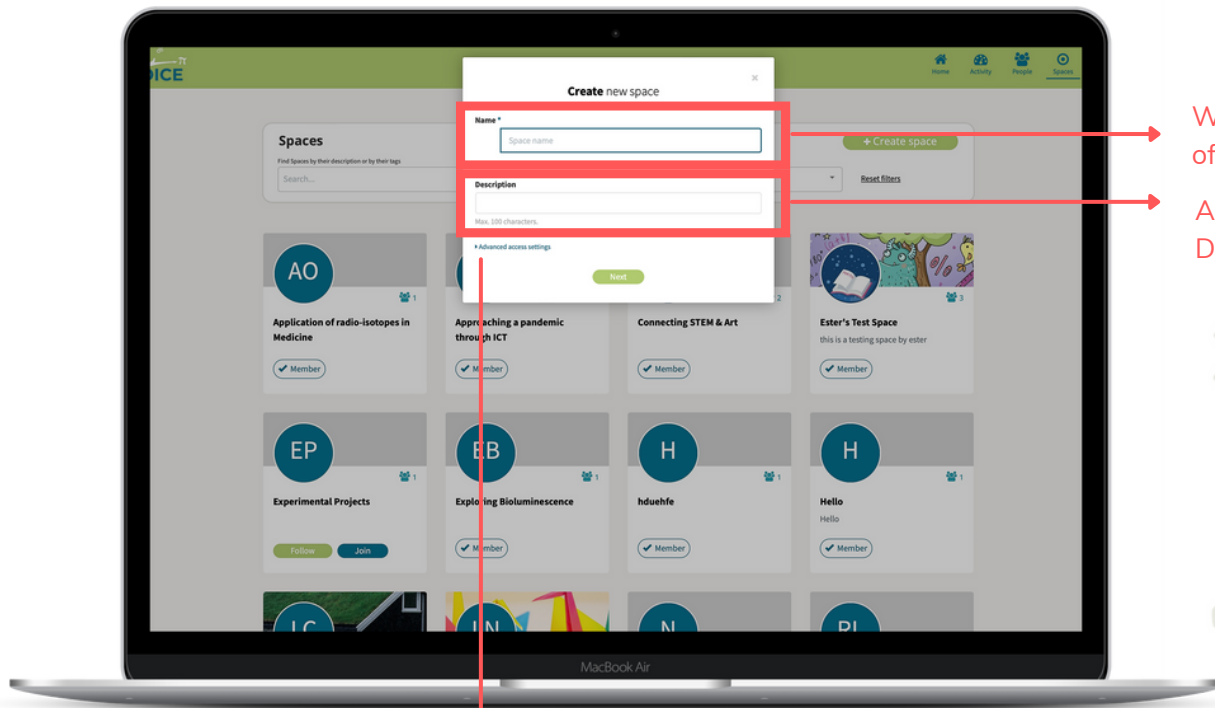 Home
Activity
People
Spaces
×
Create new space
Name *
Space name
Description
Max. 100 characters.
Advanced access settings
Next
Spaces
Find Spaces by their description or by their tags
Search...
+ Create space
Reset filters
AO
1
Application of radio-isotopes in
Medicine
✔ Member
Approaching a pandemic
through ICT
✔ Member
2
Connecting STEM & Art
✔ Member
3
Ester's Test Space
this is a testing space by ester
✔ Member
EP
1
Experimental Projects
Follow
Join
EB
1
Exploring Bioluminescence
✔ Member
H
1
hduehfe
✔ Member
H
1
Hello
Hello
✔ Member
MacBook Air
of